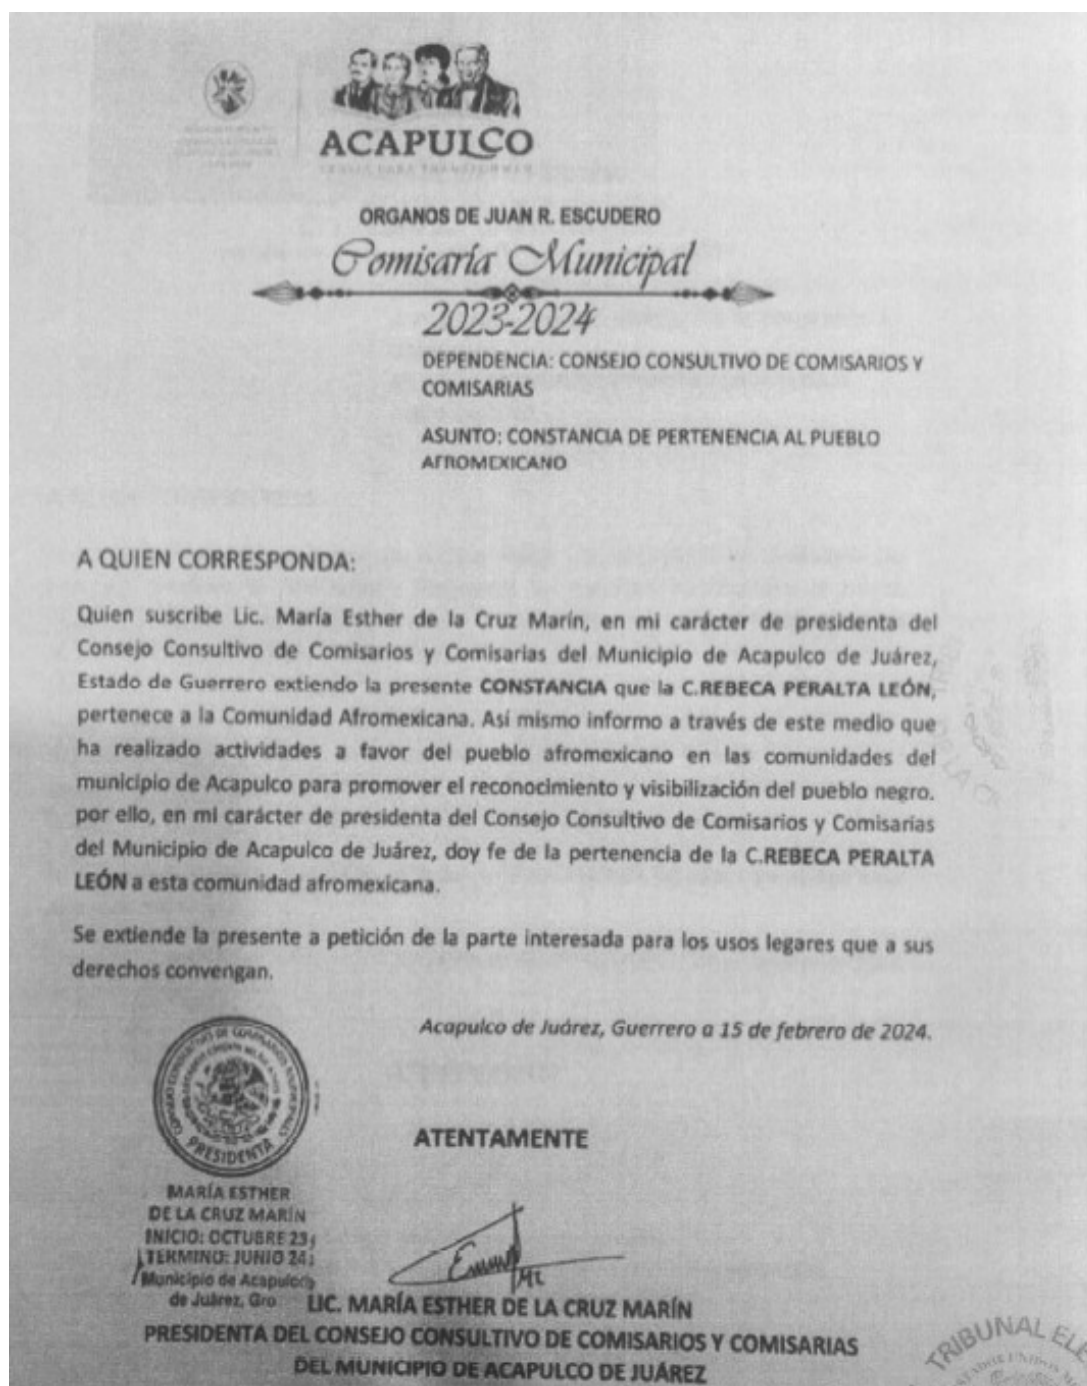 ACAPULCO
ORGANOS DE JUAN R. ESCUDERO
Comisaría Municipal
2023-2024
DEPENDENCIA: CONSEJO CONSULTIVO DE COMISARIOS Y
COMISARIAS
ASUNTO: CONSTANCIA DE PERTENENCIA AL PUEBLO
AFROMEXICANO
A QUIEN CORRESPONDA:
Quien suscribe Lic. María Esther de la Cruz Marín, en mi carácter de presidenta del
Consejo Consultivo de Comisarios y Comisarias del Municipio de Acapulco de Juárez,
Estado de Guerrero extiendo la presente CONSTANCIA que la C.REBECA PERALTA LEÓN,
pertenece a la Comunidad Afromexicana. Así mismo informo a través de este medio que
ha realizado actividades a favor del pueblo afromexicano en las comunidades del
municipio de Acapulco para promover el reconocimiento y visibilización del pueblo negro.
por ello, en mi carácter de presidenta del Consejo Consultivo de Comisarios y Comisarias
del Municipio de Acapulco de Juárez, doy fe de la pertenencia de la C.REBECA PERALTA
LEÓN a esta comunidad afromexicana.
Se extiende la presente a petición de la parte interesada para los usos legares que a sus
derechos convengan.
Acapulco de Juárez, Guerrero a 15 de febrero de 2024.
PRESIDENTA
ATENTAMENTE
MARÍA ESTHER
DE LA CRUZ MARÍN
INICIO: OCTUBRE 23
TERMINO: JUNIO 24
Municipio de Acapulco
de Juárez, Gro
LIC. MARÍA ESTHER DE LA CRUZ MARÍN
PRESIDENTA DEL CONSEJO CONSULTIVO DE COMISARIOS Y COMISARIAS
DEL MUNICIPIO DE ACAPULCO DE JUÁREZ
TRIBUNAL ELE